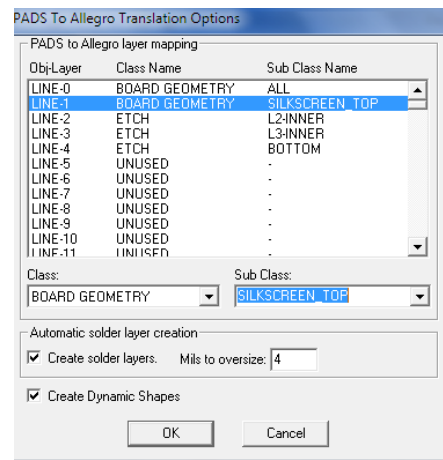 PADS To Allegro Translation Options
PADS to Allegro layer mapping
Obj-Layer Class Name Sub Class Name
LINE-0 BOARD GEOMETRY ALL
LINE-1 BOARD GEOMETRY SILKSCREEN_TOP
LINE-2 ETCH L2-INNER
LINE-3 ETCH L3-INNER
LINE-4 ETCH BOTTOM
LINE-5 UNUSED -
LINE-6 UNUSED -
LINE-7 UNUSED -
LINE-8 UNUSED -
LINE-9 UNUSED -
LINE-10 UNUSED -
LINE-11 UNUSED -
Class: Sub Class:
BOARD GEOMETRY SILKSCREEN_TOP
Automatic solder layer creation
Create solder layers. Mils to oversize: 4
Create Dynamic Shapes
OK Cancel